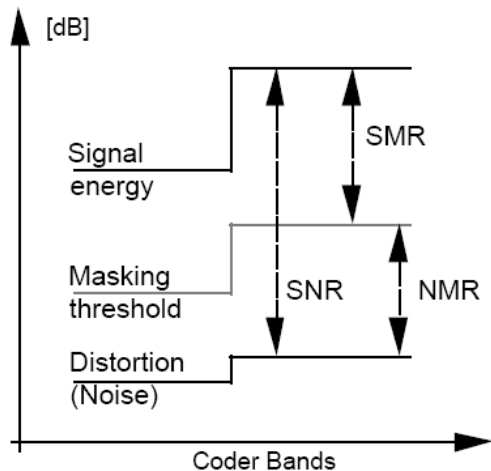 [dB]
Signal
energy
SMR
Masking
threshold
SNR
NMR
Distortion
(Noise)
Coder Bands